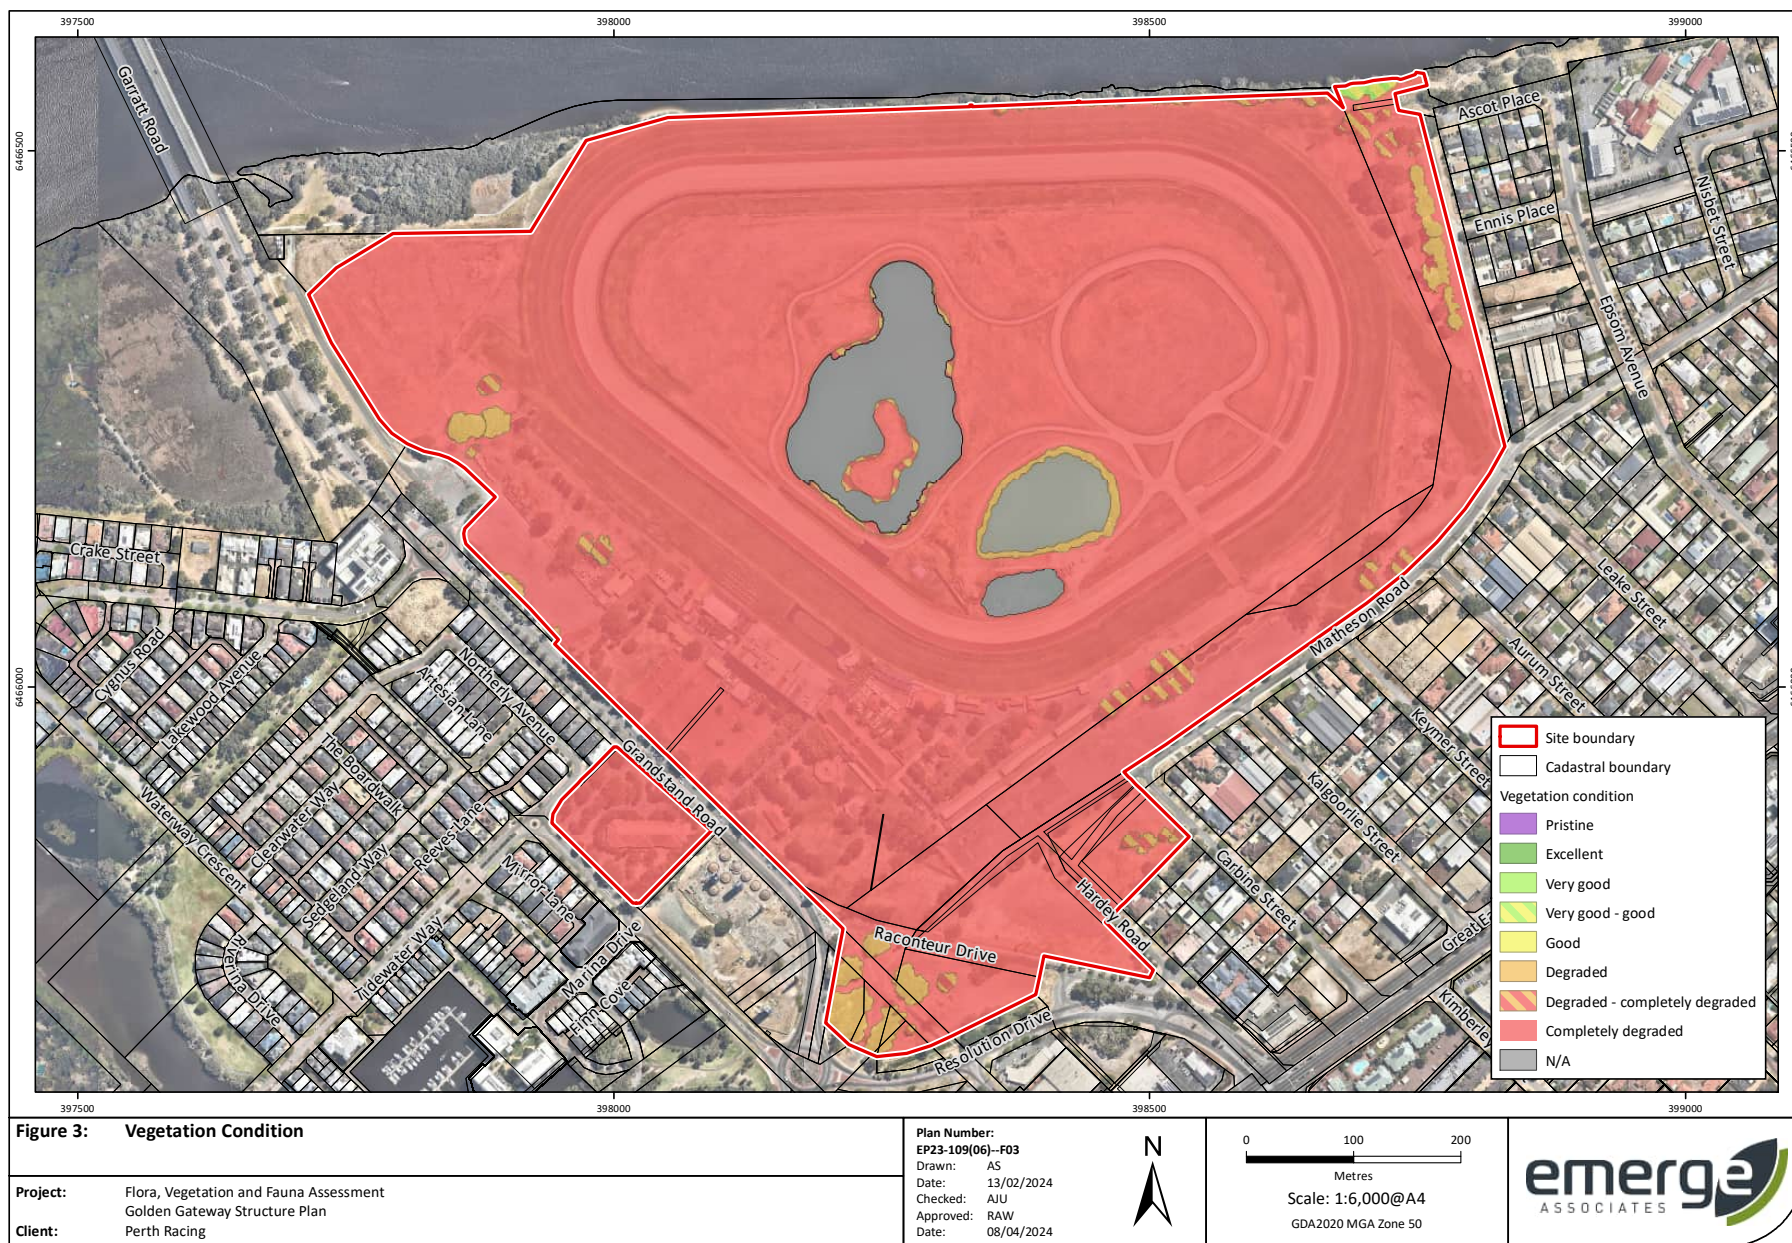 397500
398000
398500
399000
6466500
6466000
Garratt Road
Ascot Place
Nisbet Street
Ennis Place
Epsom Avenue
Crake Street
Cygnus Road
Lakewood Avenue
Northerly Avenue
Artesian Lane
The Boardwalk
Clearwater Way
Waterway Crescent
Sedgeland Way
Reeves Lane
Mirror Lane
Tidewater Way
Riverina Drive
Marina Drive
Finn Cove
Grandstand Road
Raconteur Drive
Resolution Drive
Hardey Road
Matheson Road
Leake Street
Aurum Street
Keymer Street
Kalgoorlie Street
Carbine Street
Great Ea
Kimberley
Site boundary
Cadastral boundary
Vegetation condition
Pristine
Excellent
Very good
Very good - good
Good
Degraded
Degraded - completely degraded
Completely degraded
N/A
397500
398000
398500
399000
Figure 3: Vegetation Condition
Project: Flora, Vegetation and Fauna Assessment
Golden Gateway Structure Plan
Client: Perth Racing
Plan Number:
EP23-109(06)--F03
Drawn: AS
Date: 13/02/2024
Checked: AJU
Approved: RAW
Date: 08/04/2024
N
0 100 200
Metres
Scale: 1:6,000@A4
GDA2020 MGA Zone 50
emerge
ASSOCIATES